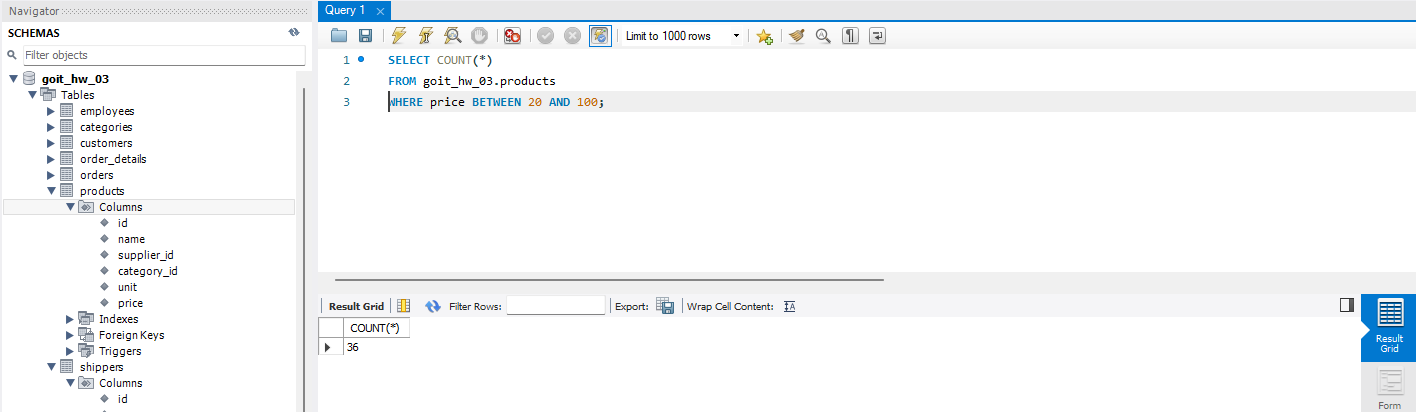 Navigator
SCHEMAS
Filter objects
goit_hw_03
Tables
employees
categories
customers
order_details
orders
products
Columns
id
name
supplier_id
category_id
unit
price
Indexes
Foreign Keys
Triggers
shippers
Columns
id
Query 1 ×
Limit to 1000 rows
1 SELECT COUNT(*)
2 FROM goit_hw_03.products
3 WHERE price BETWEEN 20 AND 100;
Result Grid Filter Rows: Export: Wrap Cell Content:
COUNT(*)
36
Result
Grid
Form